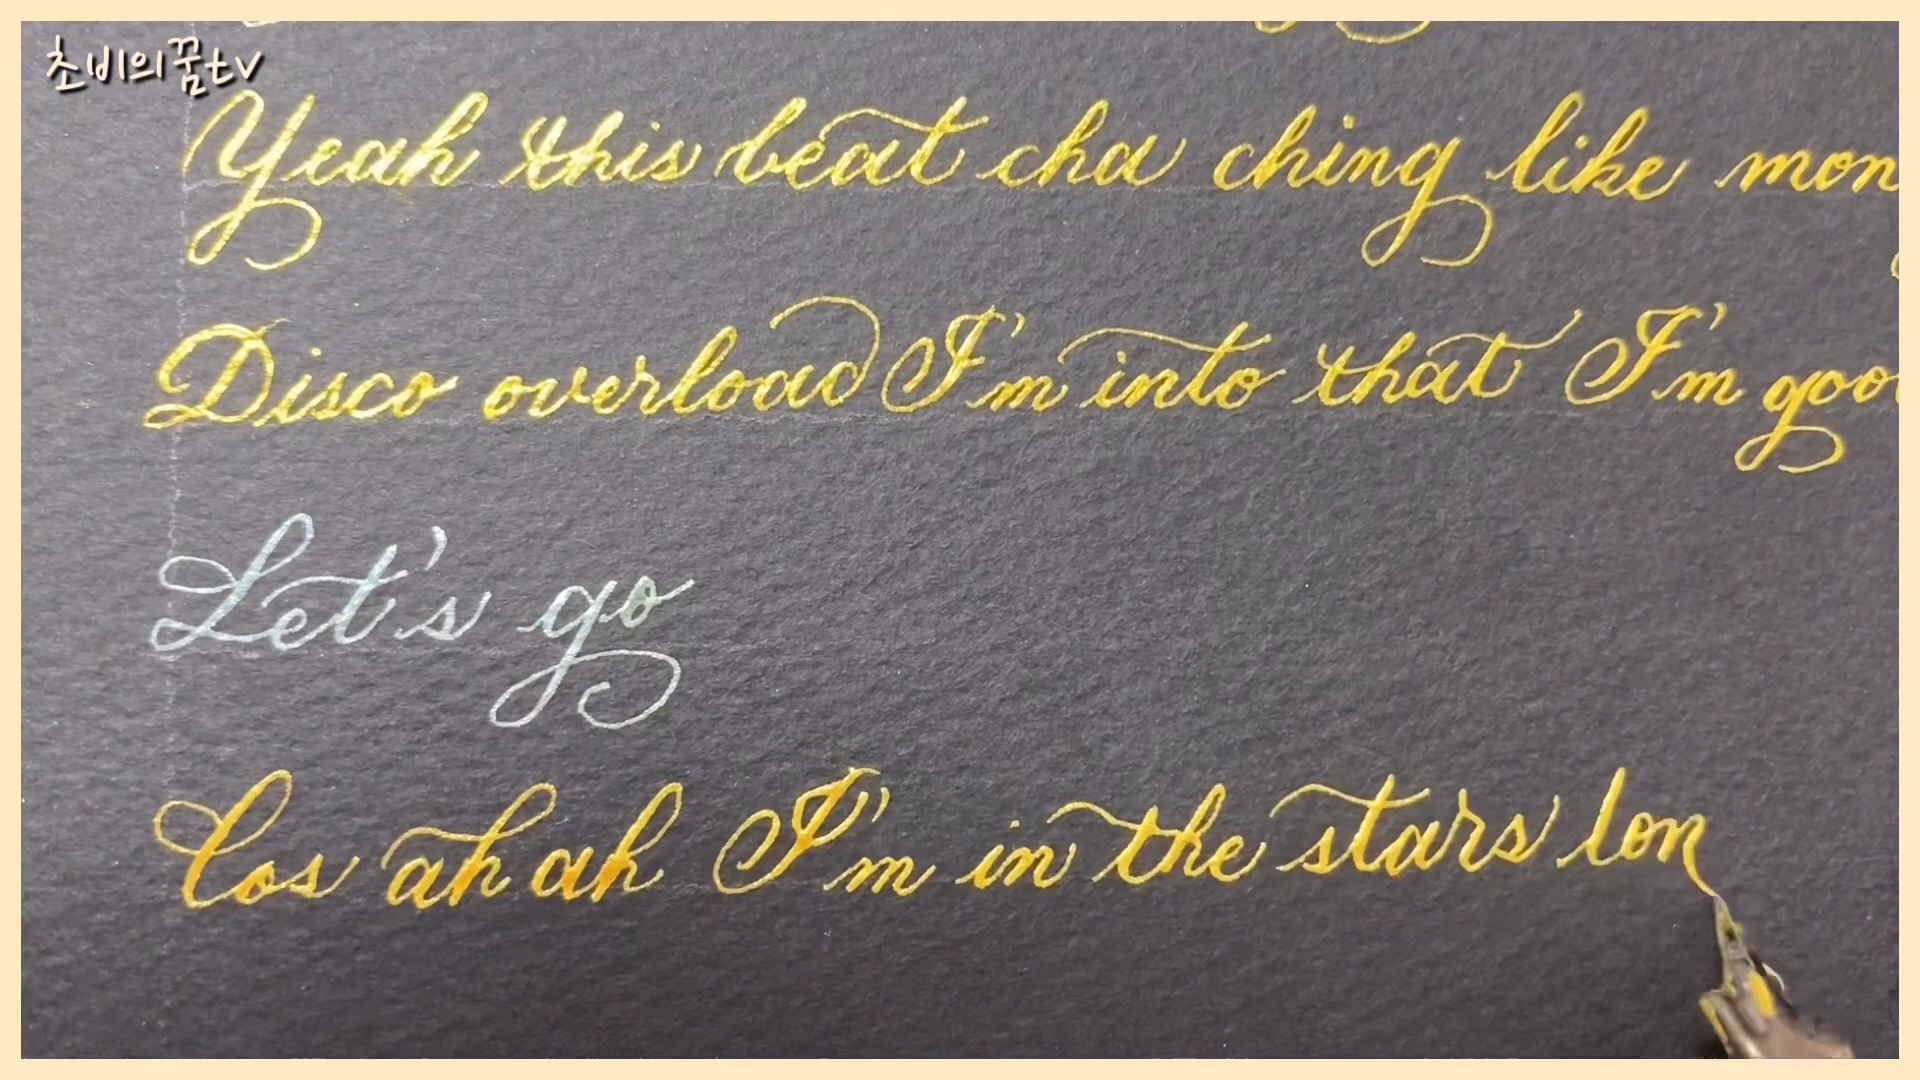 초비의꿈tv
Yeah this beat cha ching like mon
Disco overload I'm into that I'm goo
Let's go
Cos ah ah I'm in the stars ton